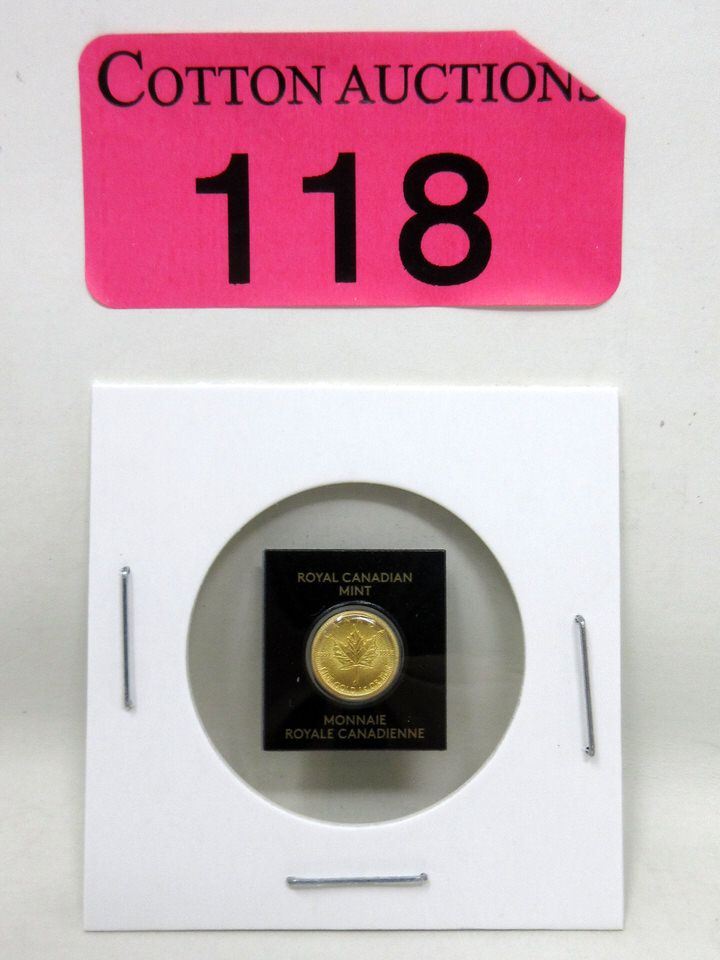 COTTON AUCTIONS
118
ROYAL CANADIAN
MINT
MONNAIE
ROYALE CANADIENNE